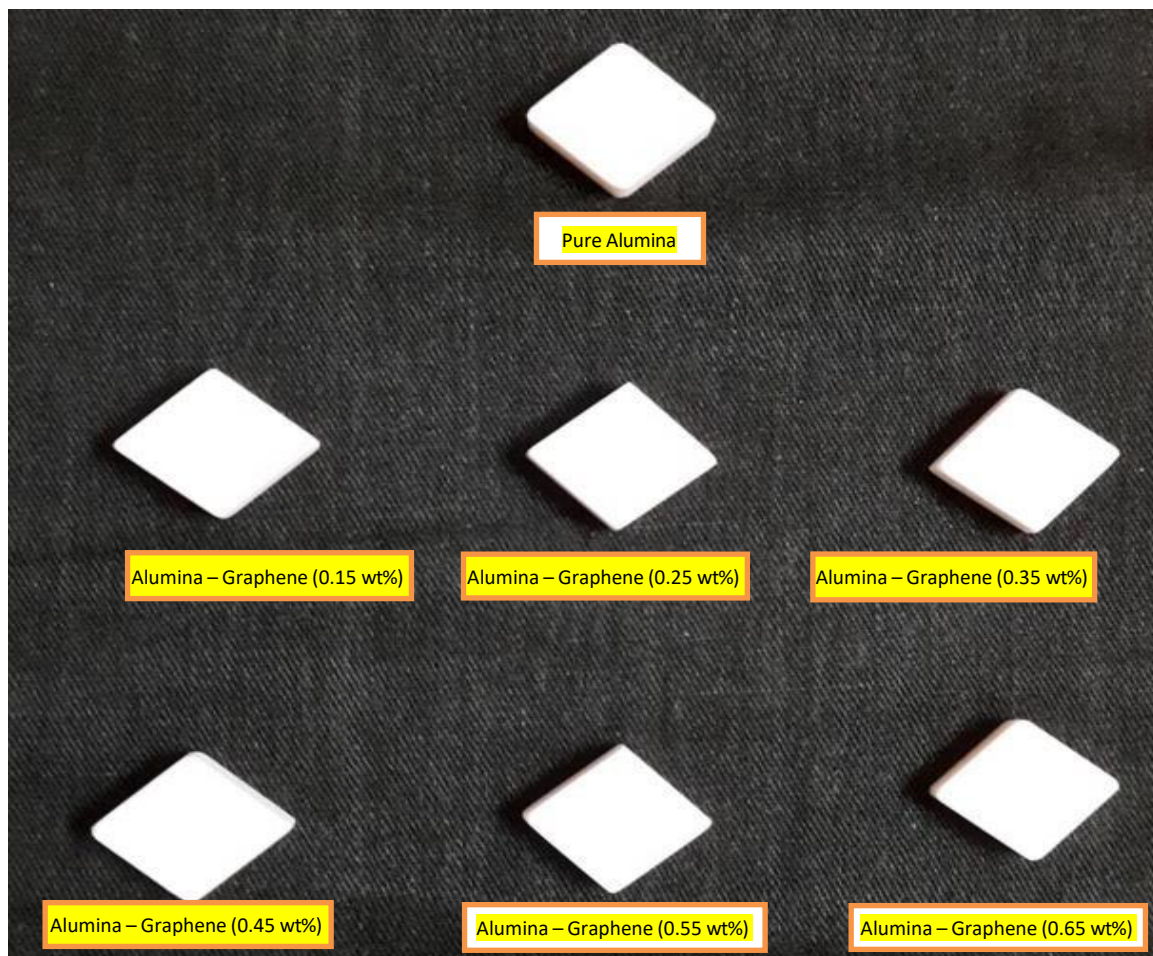 Pure Alumina
Alumina – Graphene (0.15 wt%)
Alumina – Graphene (0.25 wt%)
Alumina – Graphene (0.35 wt%)
Alumina – Graphene (0.45 wt%)
Alumina – Graphene (0.55 wt%)
Alumina – Graphene (0.65 wt%)